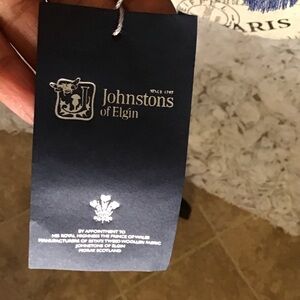 PARIS
SINCE 1797
Johnstons
of Elgin
BY APPOINTMENT TO
HIS ROYAL HIGHNESS THE PRINCE OF WALES
MANUFACTURERS OF ESTATE TWEED WOOLLEN FABRIC
JOHNSTONS OF ELGIN
MORAY SCOTLAND